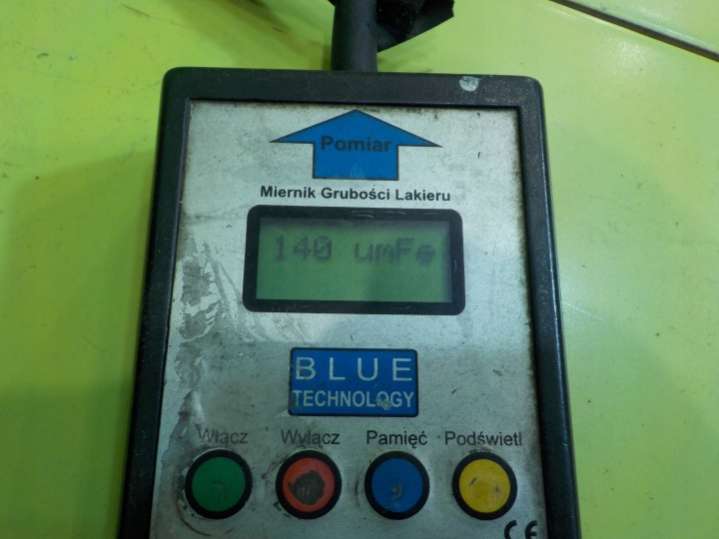 Pomiar
Miernik Grubości Lakieru
140 umFe
BLUE
TECHNOLOGY
Włącz Wyłącz Pamięć Podświetl
CE